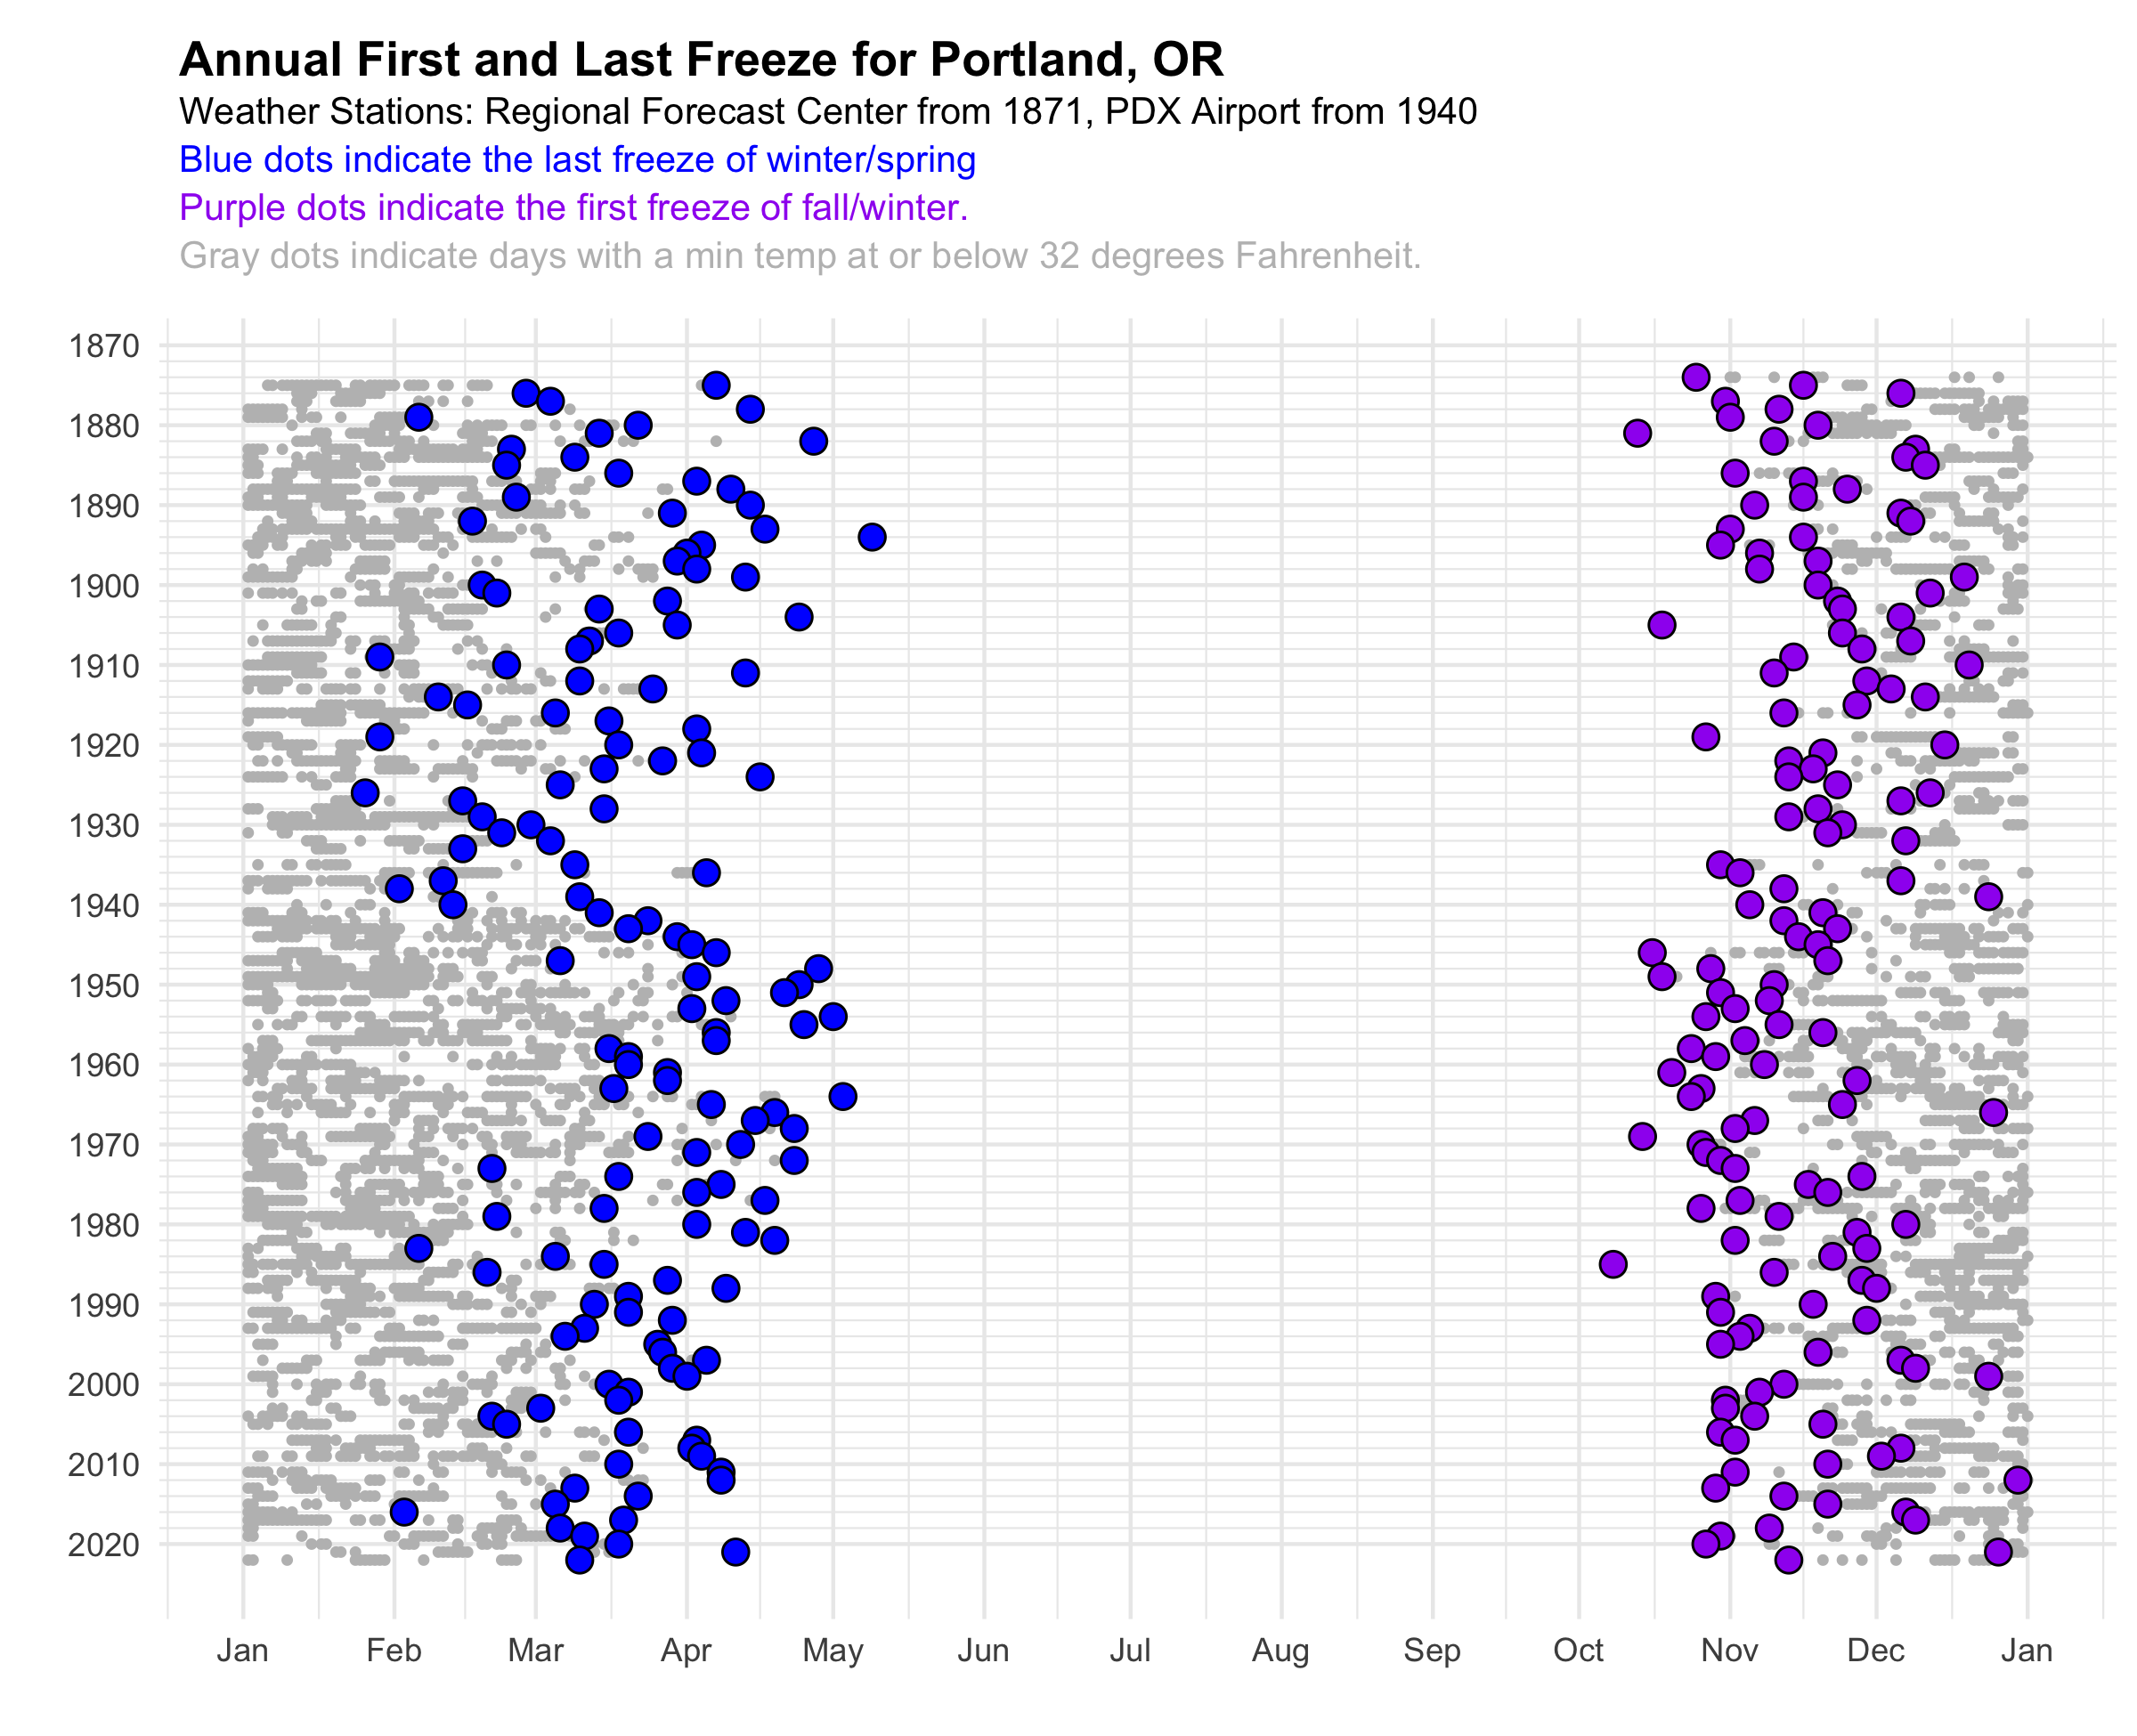 Annual First and Last Freeze for Portland, OR
Weather Stations: Regional Forecast Center from 1871, PDX Airport from 1940
Blue dots indicate the last freeze of winter/spring
Purple dots indicate the first freeze of fall/winter.
Gray dots indicate days with a min temp at or below 32 degrees Fahrenheit.
1870
1880
1890
1900
1910
1920
1930
1940
1950
1960
1970
1980
1990
2000
2010
2020
Jan Feb Mar Apr May Jun Jul Aug Sep Oct Nov Dec Jan